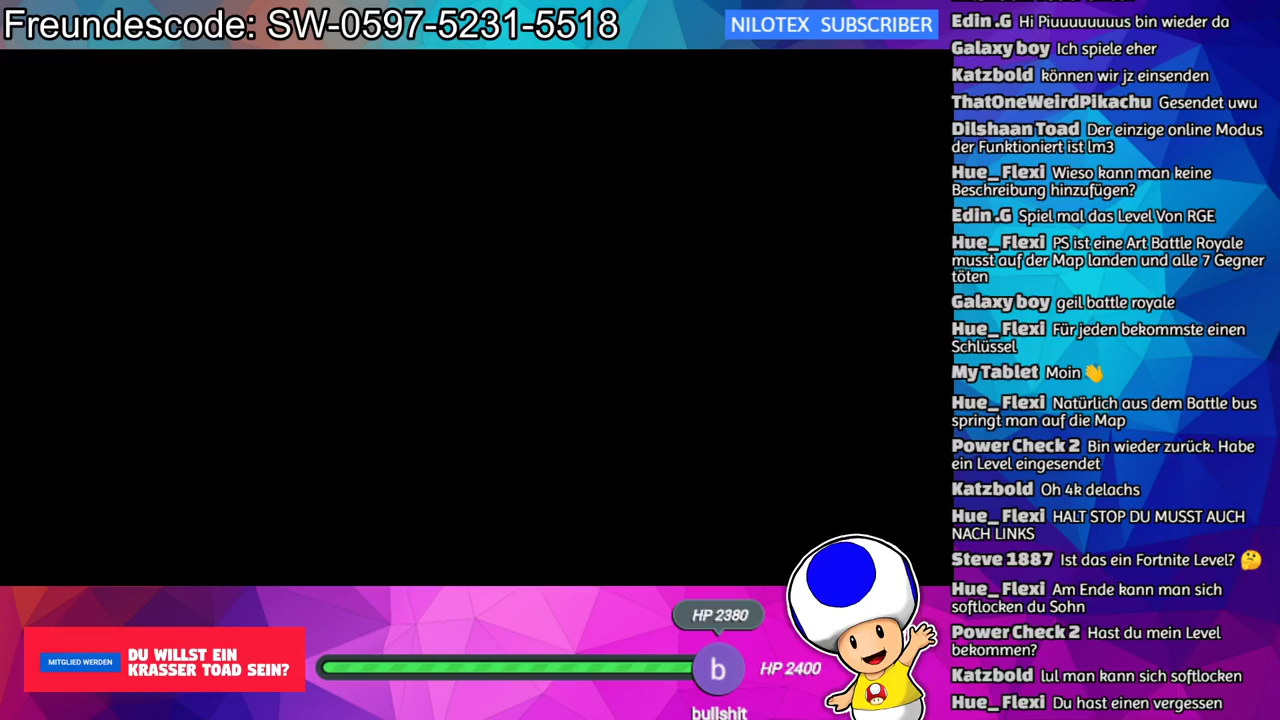 Freundescode: SW-0597-5231-5518
NILOTEX SUBSCRIBER
Edin .G Hi Piuuuuuuus bin wieder da
Galaxy boy Ich spiele eher
Katzbold können wir jz einsenden
ThatOneWeirdPikachu Gesendet uwu
Dilshaan Toad Der einzige online Modus
der Funktioniert ist lm3
Hue_Flexi Wieso kann man keine
Beschreibung hinzufügen?
Edin .G Spiel mal das Level Von RGE
Hue_Flexi PS ist eine Art Battle Royale
musst auf der Map landen und alle 7 Gegner
töten
Galaxy boy geil battle royale
Hue_Flexi Für jeden bekommste einen
Schlüssel
My Tablet Moin 👋
Hue_Flexi Natürlich aus dem Battle bus
springt man auf die Map
Power Check 2 Bin wieder zurück. Habe
ein Level eingesendet
Katzbold Oh 4k delachs
Hue_Flexi HALT STOP DU MUSST AUCH
NACH LINKS
Steve 1887 Ist das ein Fortnite Level? 🤔
Hue_Flexi Am Ende kann man sich
softlocken du Sohn
Power Check 2 Hast du mein Level
bekommen?
Katzbold lul man kann sich softlocken
Hue_Flexi Du hast einen vergessen
MITGLIED WERDEN
DU WILLST EIN
KRASSER TOAD SEIN?
HP 2380
b
HP 2400
bullshit